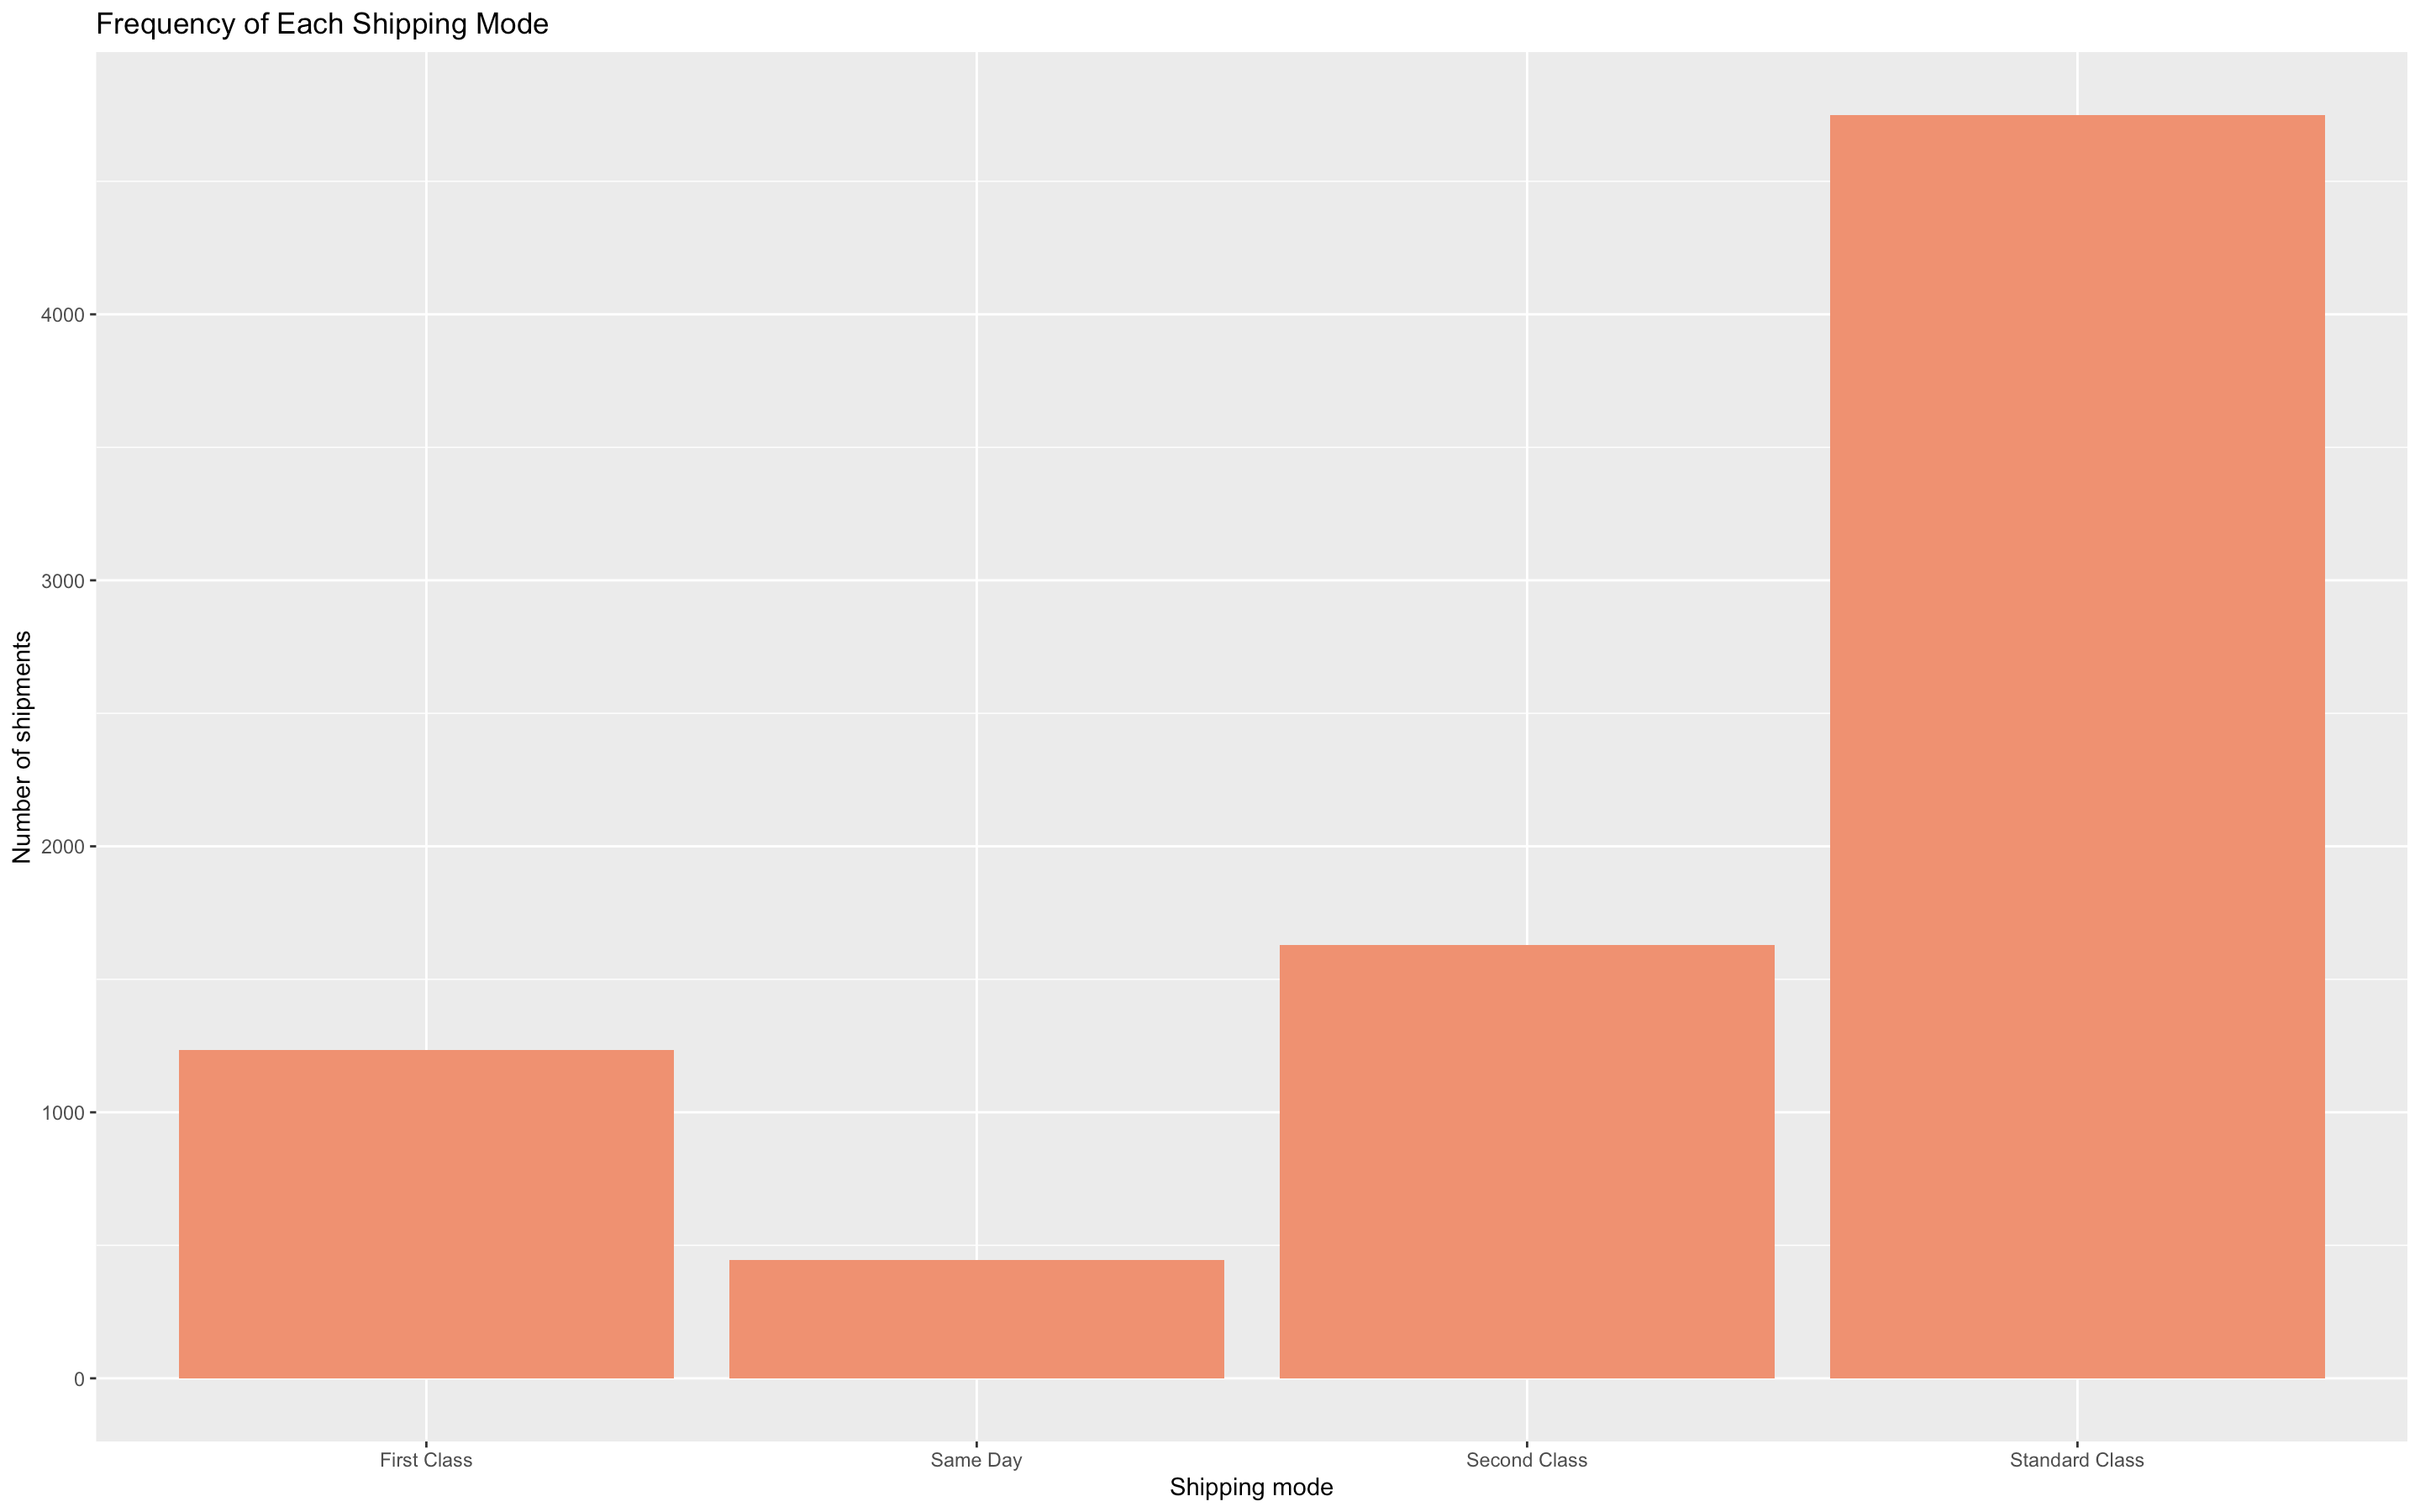 Frequency of Each Shipping Mode
Number of shipments
4000
3000
2000
1000
0
First Class
Same Day
Second Class
Standard Class
Shipping mode